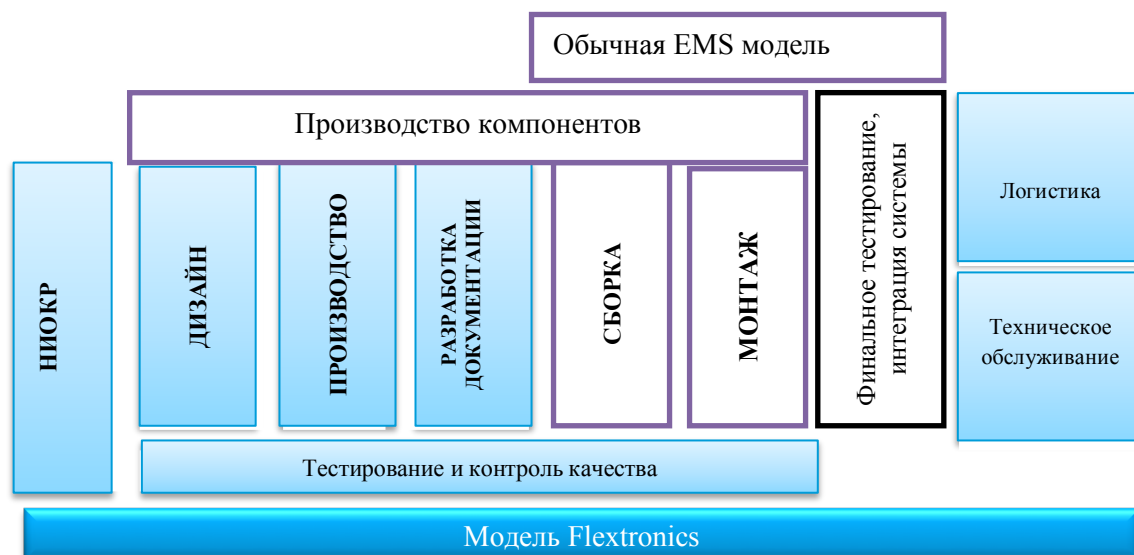 Обычная EMS модель
Производство компонентов
НИОКР
ДИЗАЙН
ПРОИЗВОДСТВО
РАЗРАБОТКА
ДОКУМЕНТАЦИИ
СБОРКА
МОНТАЖ
Финальное тестирование,
интеграция системы
Логистика
Техническое
обслуживание
Тестирование и контроль качества
Модель Flextronics